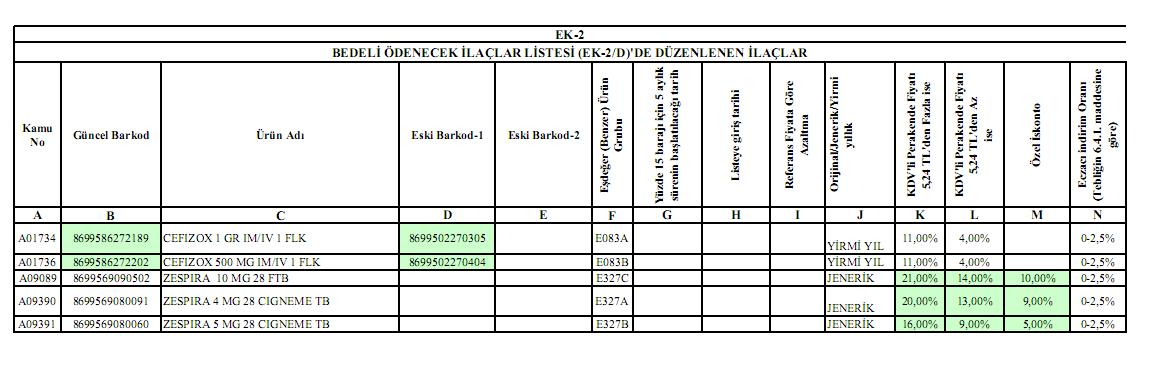 EK-2
BEDELİ ÖDENECEK İLAÇLAR LİSTESİ (EK-2/D)'DE DÜZENLENEN İLAÇLAR
Kamu No
Güncel Barkod
Ürün Adı
Eski Barkod-1
Eski Barkod-2
Eşdeğer (Benzer) Ürün Grubu
Yüzde 15 barajı için 5 aylık sürenin başlatılacağı tarih
Listeye giriş tarihi
Referans Fiyata Göre Azaltma
Orijinal/Jenerik/Yirmi yıllık
KDV'li Perakende Fiyatı 5,24 TL'den Fazla ise
KDV'li Perakende Fiyatı 5,24 TL'den Az ise
Özel İskonto
Eczacı indirim Oranı (Tebliğin 6.4.1. maddesine göre)
A B C D E F G H I J K L M N
A01734 8699586272189 CEFIZOX 1 GR IM/IV 1 FLK 8699502270305 E083A YİRMİ YIL 11,00% 4,00% 0-2,5%
A01736 8699586272202 CEFIZOX 500 MG IM/IV 1 FLK 8699502270404 E083B YİRMİ YIL 11,00% 4,00% 0-2,5%
A09089 8699569090502 ZESPIRA 10 MG 28 FTB E327C JENERİK 21,00% 14,00% 10,00% 0-2,5%
A09390 8699569080091 ZESPIRA 4 MG 28 CIGNEME TB E327A JENERİK 20,00% 13,00% 9,00% 0-2,5%
A09391 8699569080060 ZESPIRA 5 MG 28 CIGNEME TB E327B JENERİK 16,00% 9,00% 5,00% 0-2,5%